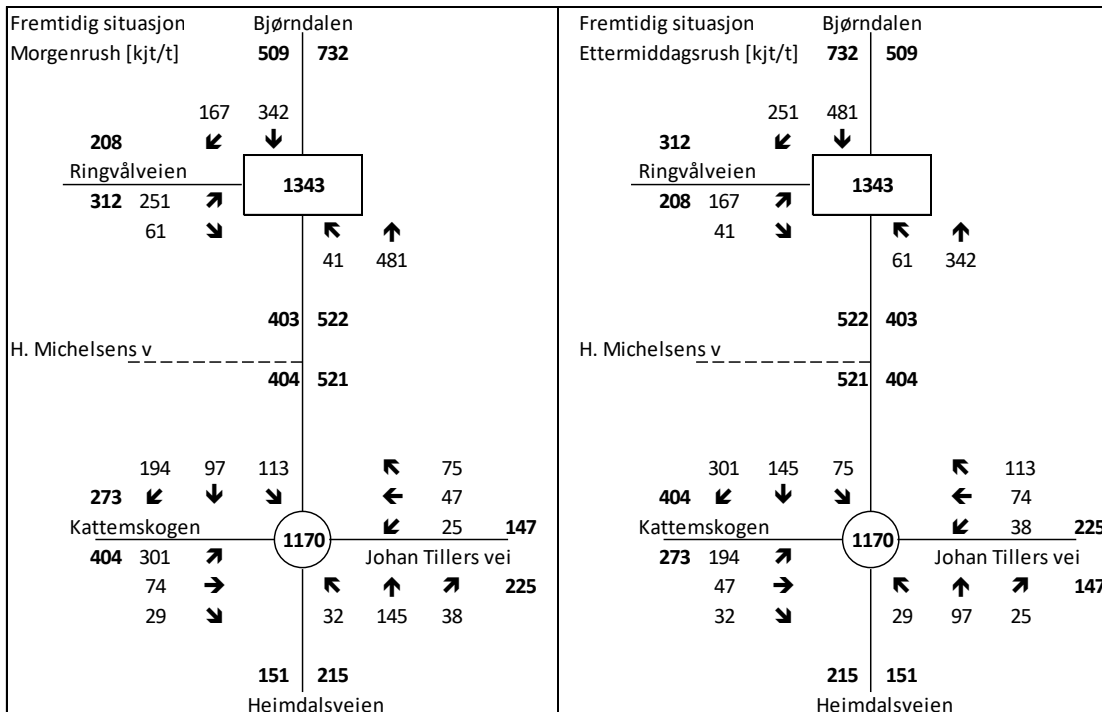 Fremtidig situasjon Bjørndalen
Morgenrush [kjt/t] 509 732
167 342
208
Ringvålveien
1343
312 251
61
41 481
403 522
H. Michelsens v
404 521
194 97 113 75
273 47
Kattemskogen 25 147
1170
404 301 Johan Tillers vei
74 225
29 32 145 38
151 215
Heimdalsveien
Fremtidig situasjon Bjørndalen
Ettermiddagsrush [kjt/t] 732 509
251 481
312
Ringvålveien
1343
208 167
41
61 342
522 403
H. Michelsens v
521 404
301 145 75 113
404 74
Kattemskogen 38 225
1170
273 194 Johan Tillers vei
47 147
32 29 97 25
215 151
Heimdalsveien